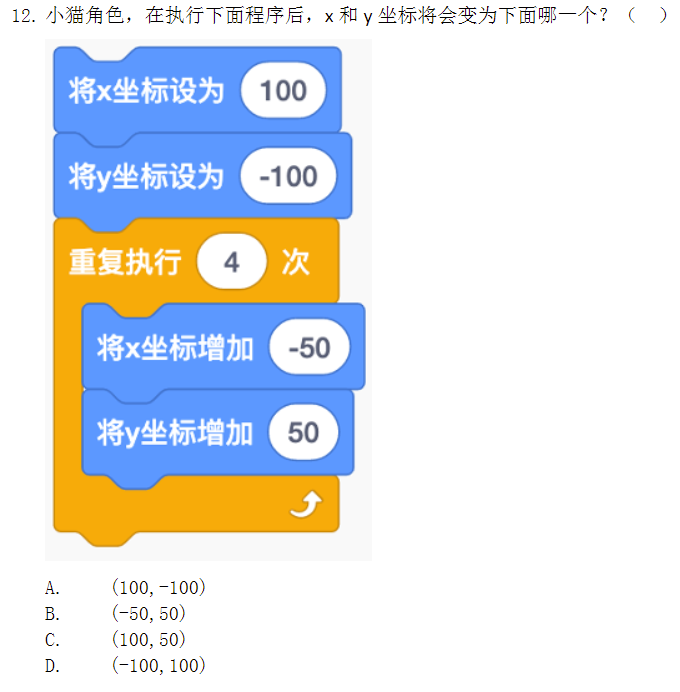 12. 小猫角色，在执行下面程序后，x 和 y 坐标将会变为下面哪一个？（ ）
将x坐标设为 100
将y坐标设为 -100
重复执行 4 次
将x坐标增加 -50
将y坐标增加 50
A. (100,-100)
B. (-50,50)
C. (100,50)
D. (-100,100)